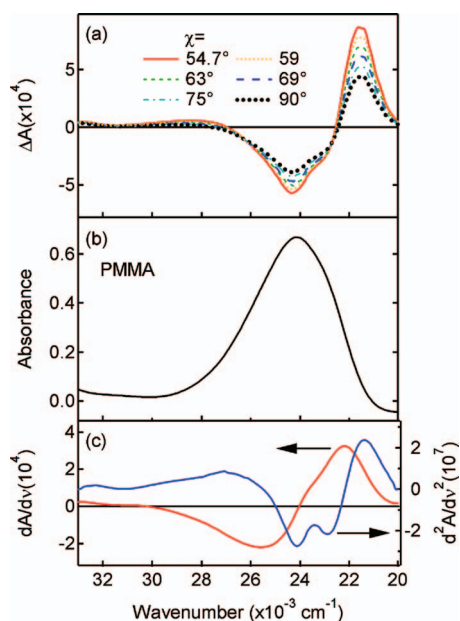 (a)
χ=
54.7° 59
63° 69°
75° 90°
ΔA(x10⁴)
5
0
-5
(b)
PMMA
Absorbance
0.6
0.4
0.2
0.0
(c)
dA/dν(10⁴)
4
2
0
-2
2
0
-2
d²A/dν²(10⁷)
32 30 28 26 24 22 20
Wavenumber (x10⁻³ cm⁻¹)